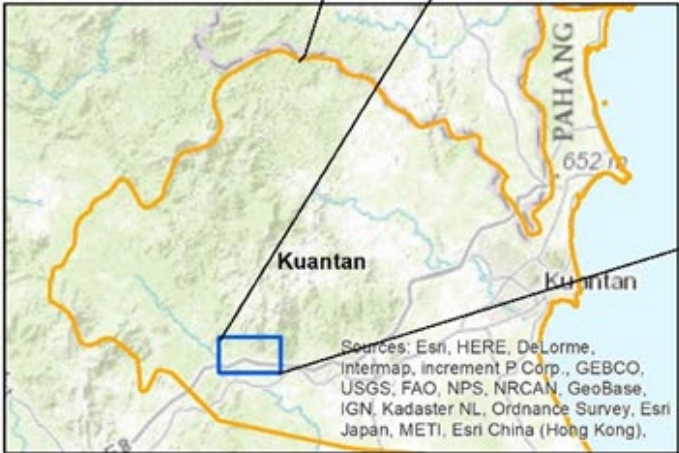 PAHANG
652 m
Kuantan
Kuantan
Sources: Esri, HERE, DeLorme,
Intermap, increment P Corp., GEBCO,
USGS, FAO, NPS, NRCAN, GeoBase,
IGN, Kadaster NL, Ordnance Survey, Esri
Japan, METI, Esri China (Hong Kong),